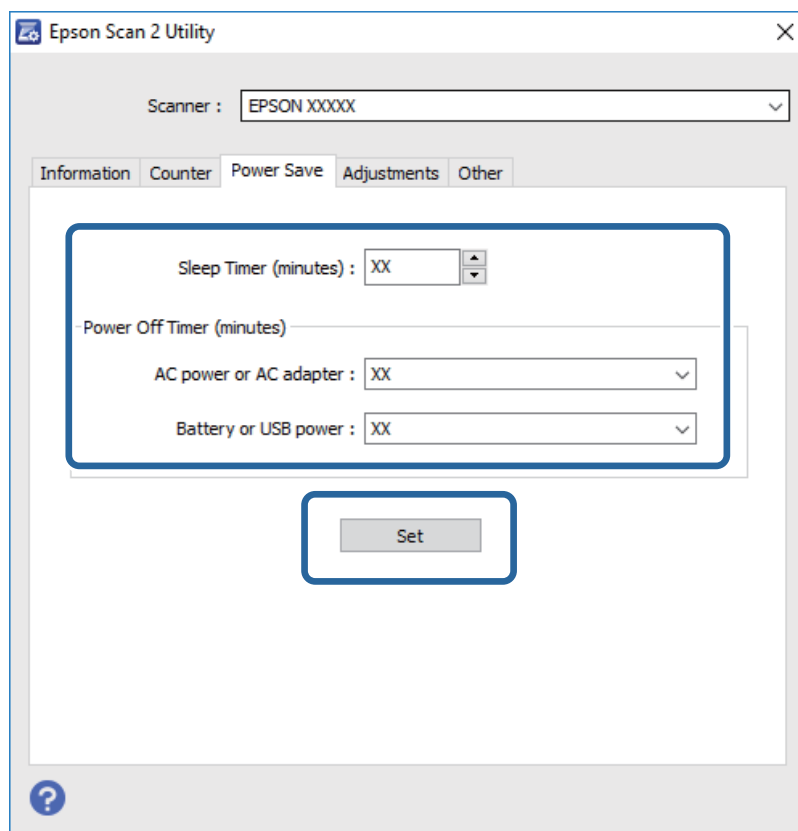 Epson Scan 2 Utility
Scanner : EPSON XXXXX
Information Counter Power Save Adjustments Other
Sleep Timer (minutes) : XX
Power Off Timer (minutes)
AC power or AC adapter : XX
Battery or USB power : XX
Set
?